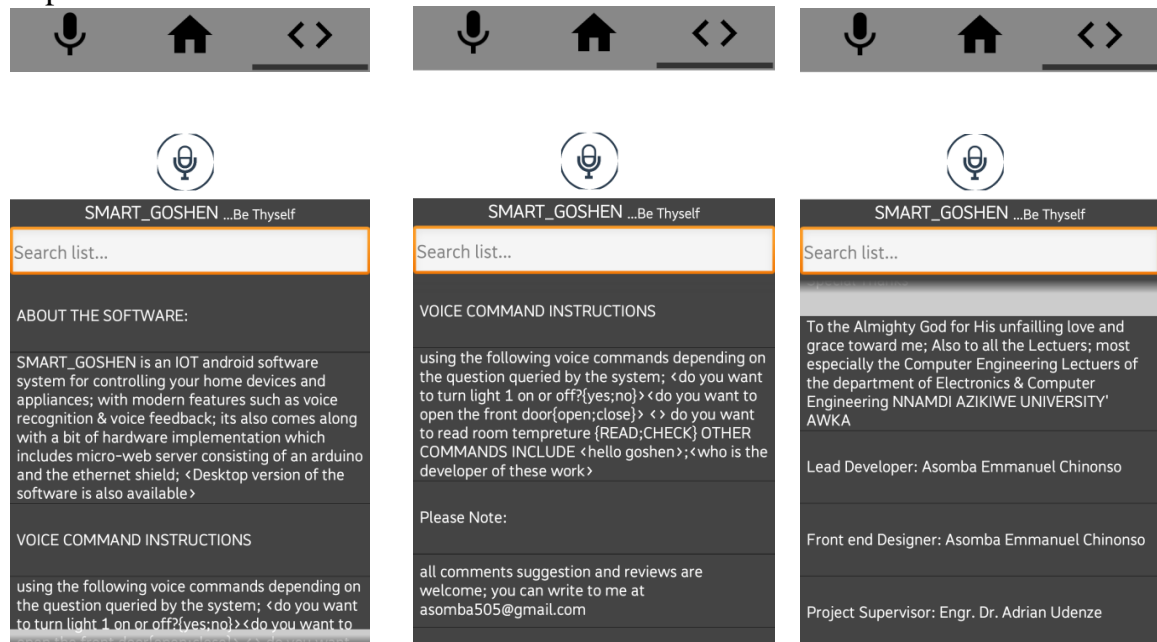 SMART_GOSHEN ...Be Thyself
Search list...
ABOUT THE SOFTWARE:
SMART_GOSHEN is an IOT android software
system for controlling your home devices and
appliances; with modern features such as voice
recognition & voice feedback; its also comes along
with a bit of hardware implementation which
includes micro-web server consisting of an arduino
and the ethernet shield; <Desktop version of the
software is also available>
VOICE COMMAND INSTRUCTIONS
using the following voice commands depending on
the question queried by the system; <do you want
to turn light 1 on or off?{yes;no}><do you want to
SMART_GOSHEN ...Be Thyself
Search list...
VOICE COMMAND INSTRUCTIONS
using the following voice commands depending on
the question queried by the system; <do you want
to turn light 1 on or off?{yes;no}><do you want to
open the front door{open;close}> <> do you want
to read room tempreture {READ;CHECK} OTHER
COMMANDS INCLUDE <hello goshen>;<who is the
developer of these work>
Please Note:
all comments suggestion and reviews are
welcome; you can write to me at
asomba505@gmail.com
SMART_GOSHEN ...Be Thyself
Search list...
To the Almighty God for His unfailling love and
grace toward me; Also to all the Lectuers; most
especially the Computer Engineering Lectuers of
the department of Electronics & Computer
Engineering NNAMDI AZIKIWE UNIVERSITY'
AWKA
Lead Developer: Asomba Emmanuel Chinonso
Front end Designer: Asomba Emmanuel Chinonso
Project Supervisor: Engr. Dr. Adrian Udenze